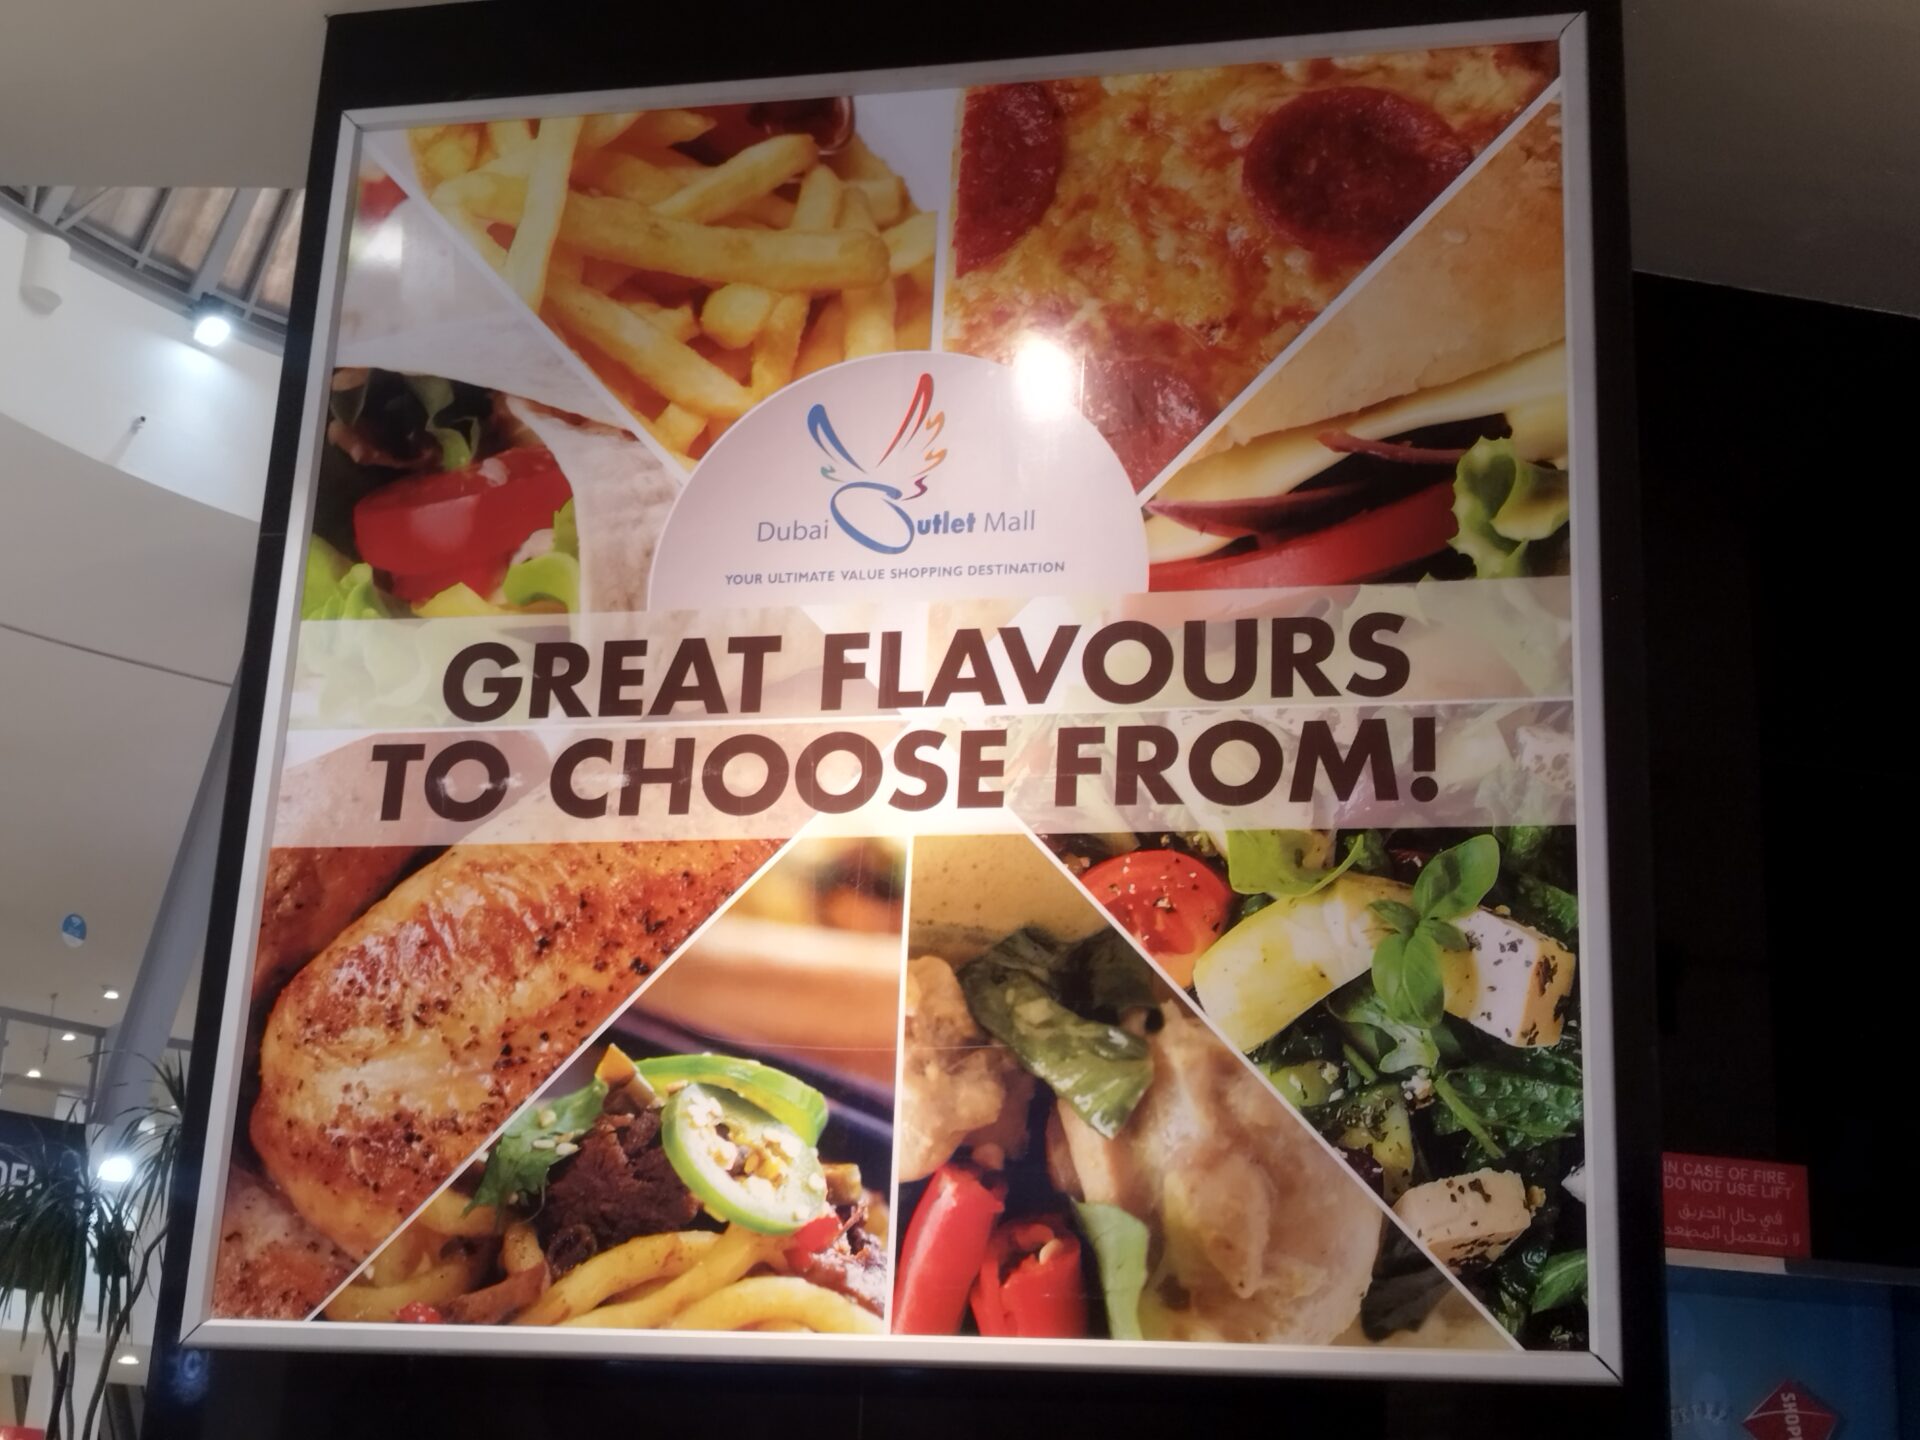 Dubai Outlet Mall
YOUR ULTIMATE VALUE SHOPPING DESTINATION
GREAT FLAVOURS
TO CHOOSE FROM!
IN CASE OF FIRE,
DO NOT USE LIFT
في حال الحريق
لا تستعمل المصعد